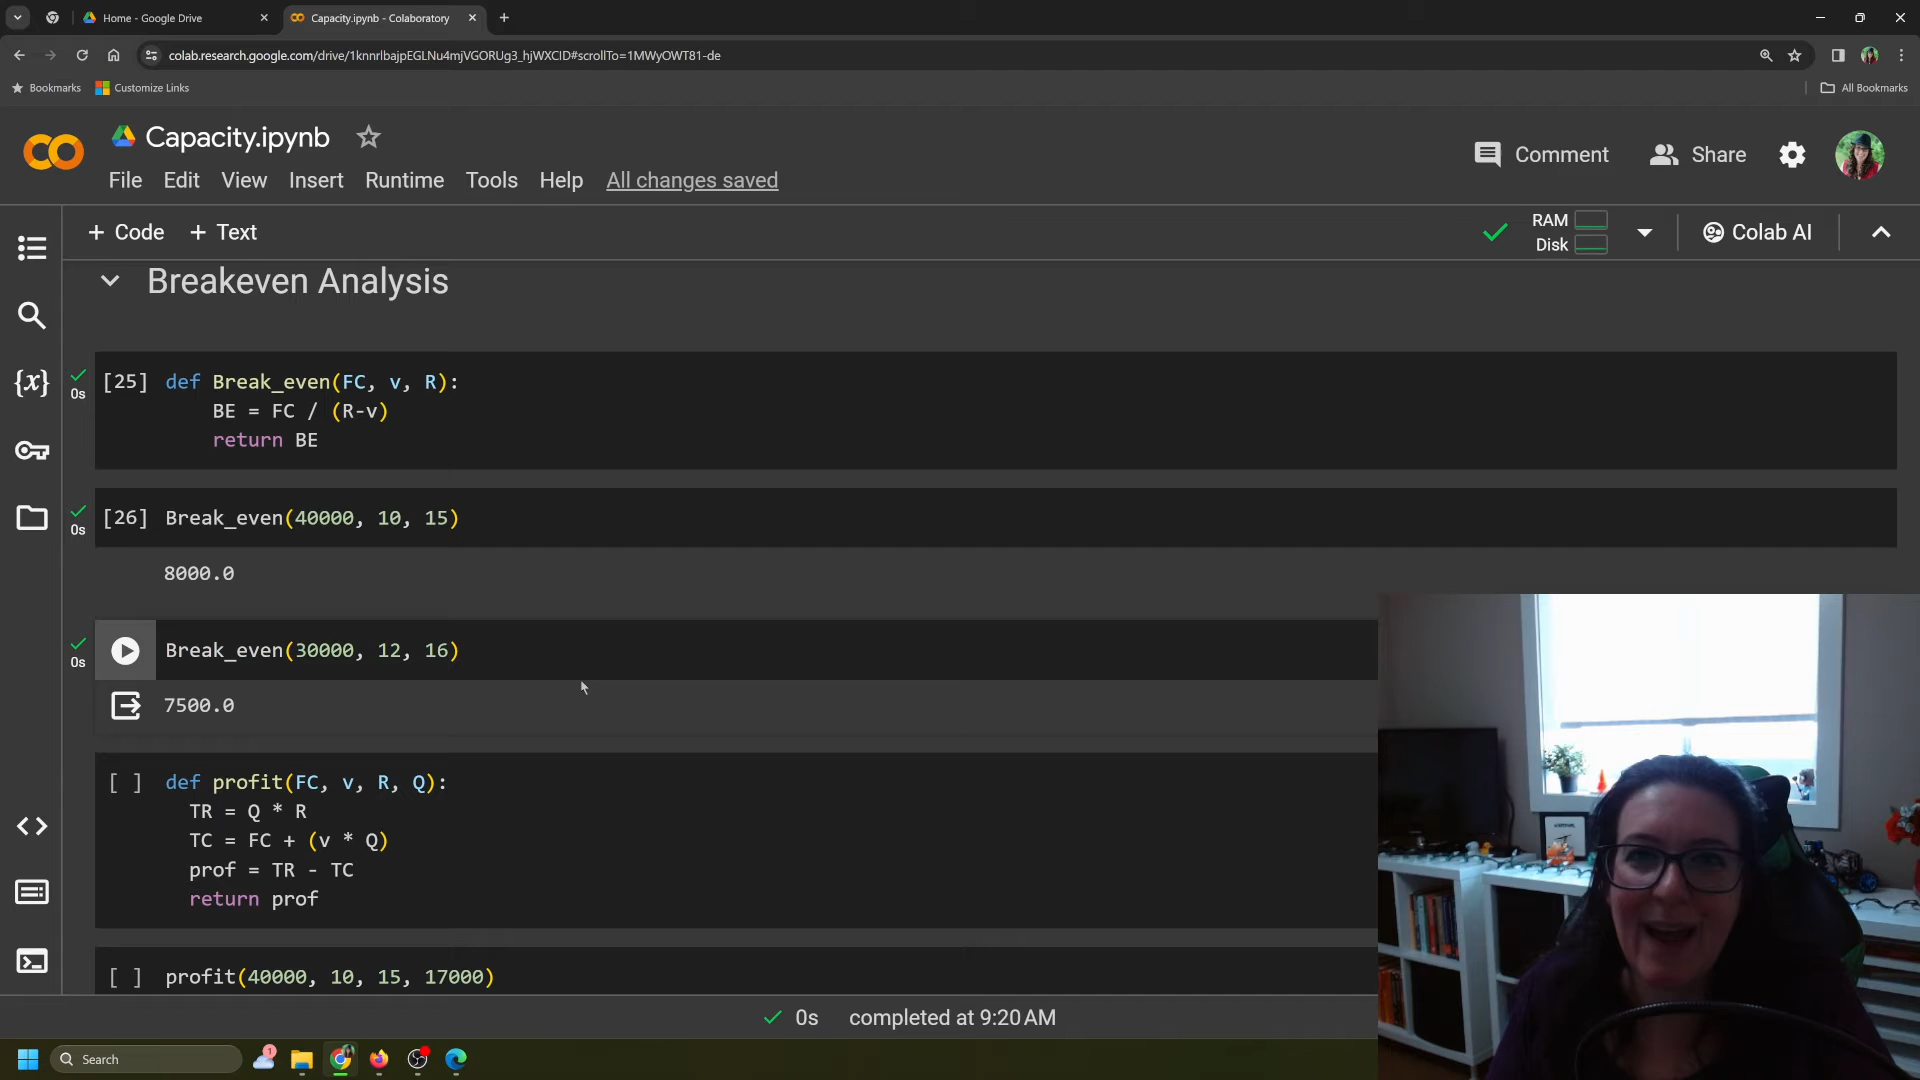 Home - Google Drive
Capacity.ipynb - Colaboratory
colab.research.google.com/drive/1knnrlbajpEGLNu4mjVGORUg3_hjWXCID#scrollTo=1MWyOWT81-de
Bookmarks
Customize Links
All Bookmarks
Capacity.ipynb
Comment
Share
File Edit View Insert Runtime Tools Help All changes saved
+ Code + Text
RAM
Disk
Colab AI
Breakeven Analysis
0s
[25] def Break_even(FC, v, R):
BE = FC / (R-v)
return BE
0s
[26] Break_even(40000, 10, 15)
8000.0
0s
Break_even(30000, 12, 16)
7500.0
[ ] def profit(FC, v, R, Q):
TR = Q * R
TC = FC + (v * Q)
prof = TR - TC
return prof
[ ] profit(40000, 10, 15, 17000)
0s completed at 9:20 AM
Search
1